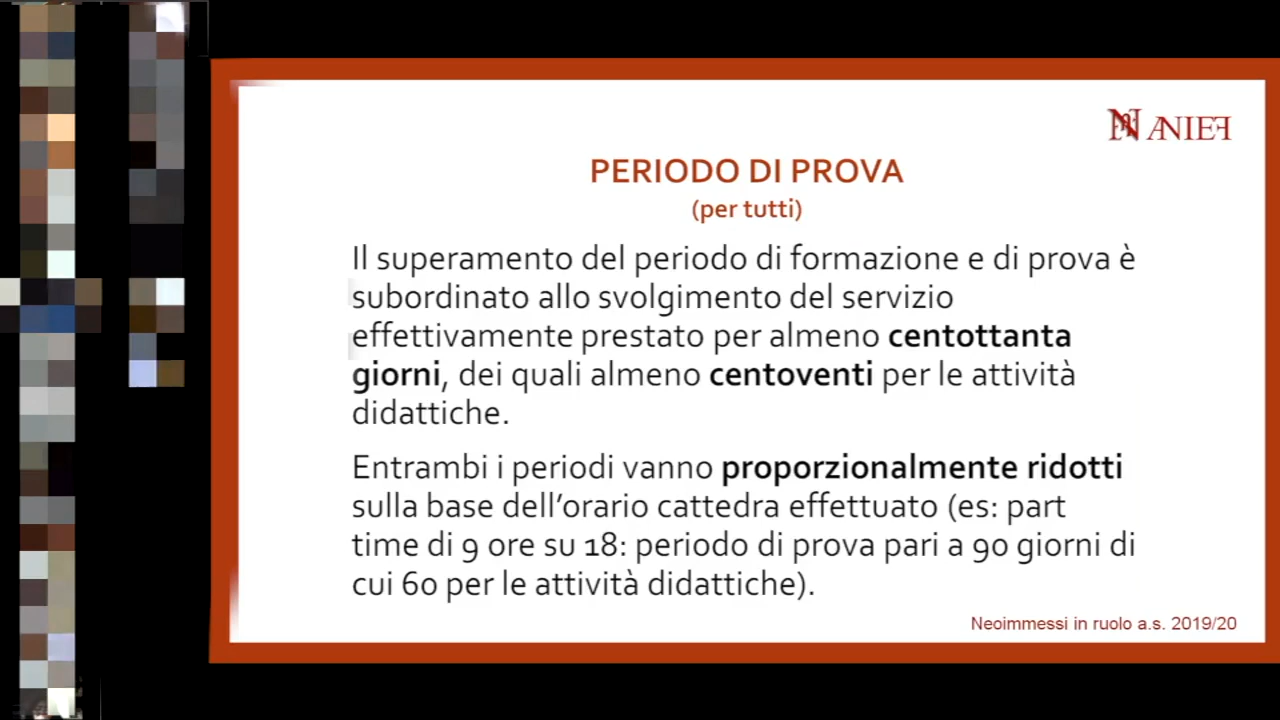 ANIEF
PERIODO DI PROVA
(per tutti)
Il superamento del periodo di formazione e di prova è
subordinato allo svolgimento del servizio
effettivamente prestato per almeno centottanta
giorni, dei quali almeno centoventi per le attività
didattiche.
Entrambi i periodi vanno proporzionalmente ridotti
sulla base dell’orario cattedra effettuato (es: part
time di 9 ore su 18: periodo di prova pari a 90 giorni di
cui 60 per le attività didattiche).
Neoimmessi in ruolo a.s. 2019/20